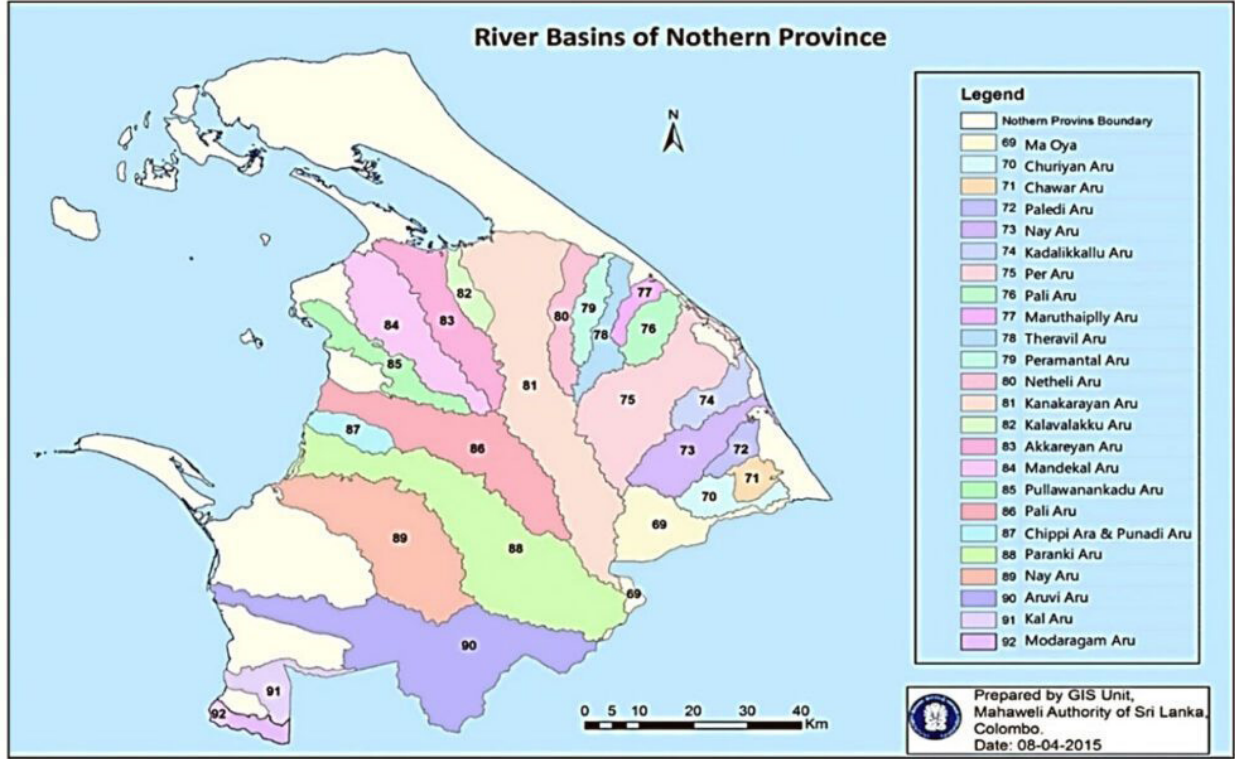 River Basins of Nothern Province
N
Legend
Nothern Provins Boundary
69 Ma Oya
70 Churiyan Aru
71 Chawar Aru
72 Paledi Aru
73 Nay Aru
74 Kadalikkallu Aru
75 Per Aru
76 Pali Aru
77 Maruthaiplly Aru
78 Theravil Aru
79 Peramantal Aru
80 Netheli Aru
81 Kanakarayan Aru
82 Kalavalakku Aru
83 Akkareyan Aru
84 Mandekal Aru
85 Pullawanankadu Aru
86 Pali Aru
87 Chippi Ara & Punadi Aru
88 Paranki Aru
89 Nay Aru
90 Aruvi Aru
91 Kal Aru
92 Modaragam Aru
82
77
80
79
83
84
76
78
85
81
75
74
87
86
73
72
71
70
69
89
88
69
90
91
92
0 5 10 20 30 40
Km
Prepared by GIS Unit,
Mahaweli Authority of Sri Lanka,
Colombo.
Date: 08-04-2015